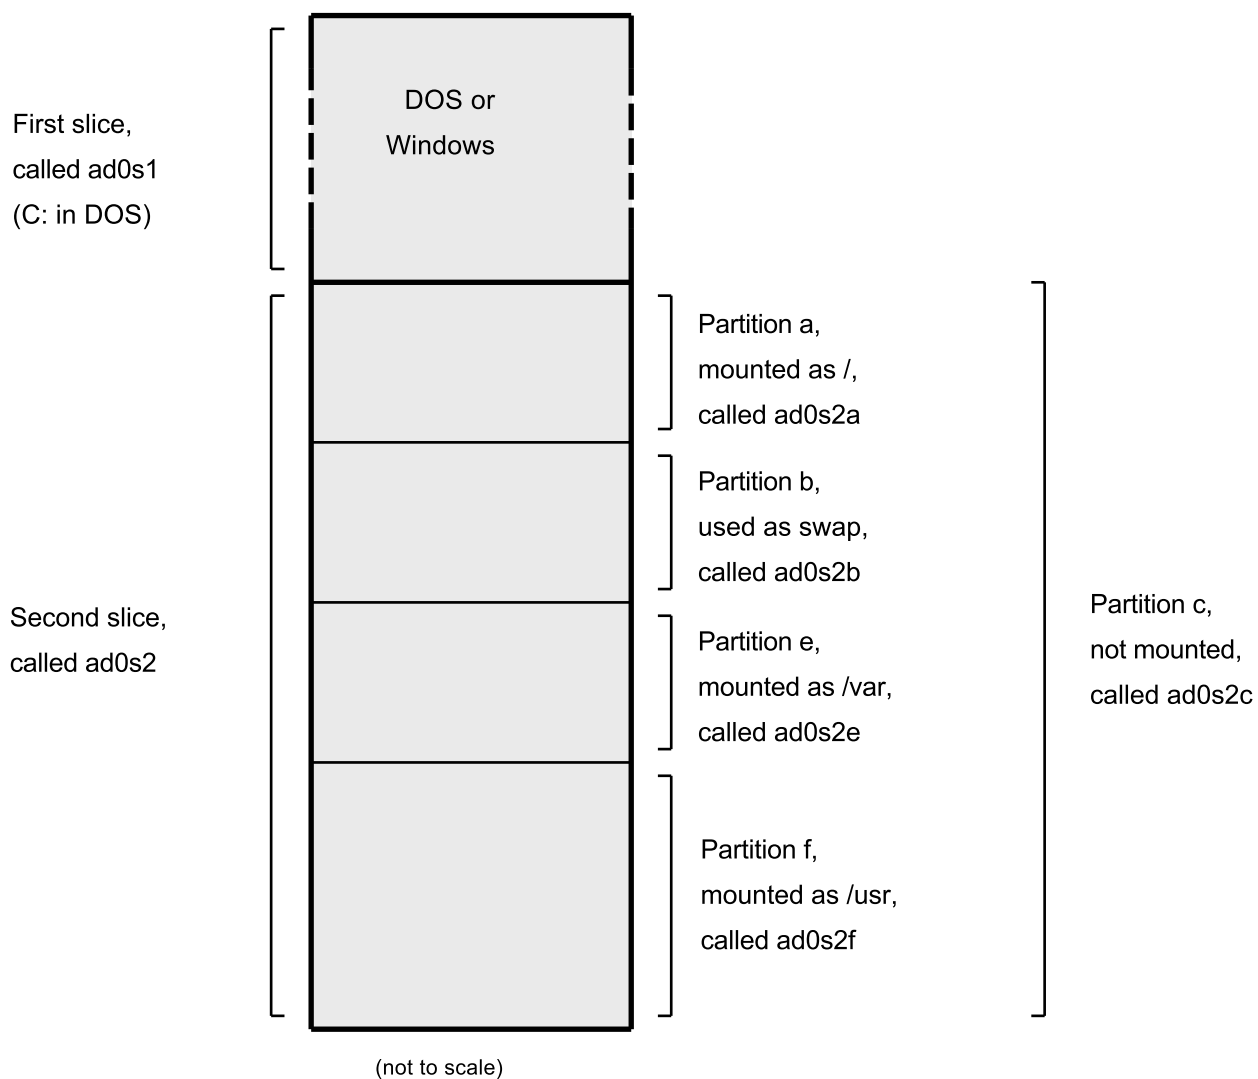 DOS or
Windows
First slice,
called ad0s1
(C: in DOS)
Partition a,
mounted as /,
called ad0s2a
Partition b,
used as swap,
called ad0s2b
Second slice,
called ad0s2
Partition e,
mounted as /var,
called ad0s2e
Partition c,
not mounted,
called ad0s2c
Partition f,
mounted as /usr,
called ad0s2f
(not to scale)